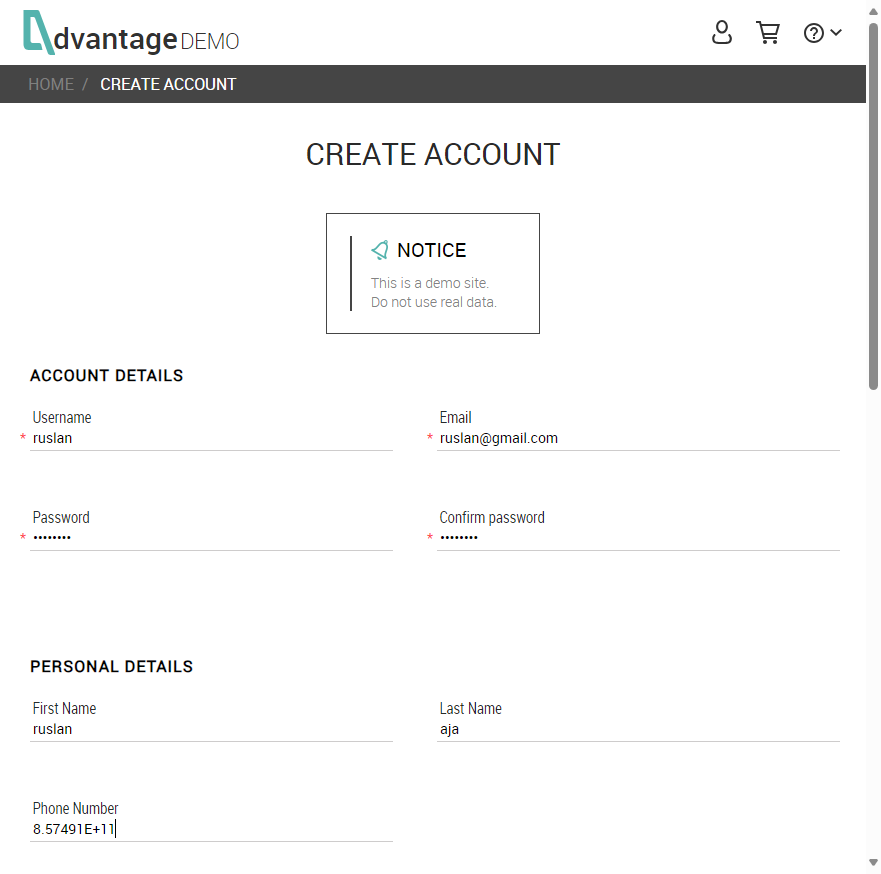 dvantage DEMO
HOME / CREATE ACCOUNT
CREATE ACCOUNT
NOTICE
This is a demo site.
Do not use real data.
ACCOUNT DETAILS
Username
* ruslan
Email
* ruslan@gmail.com
Password
* ••••••••
Confirm password
* ••••••••
PERSONAL DETAILS
First Name
ruslan
Last Name
aja
Phone Number
8.57491E+11